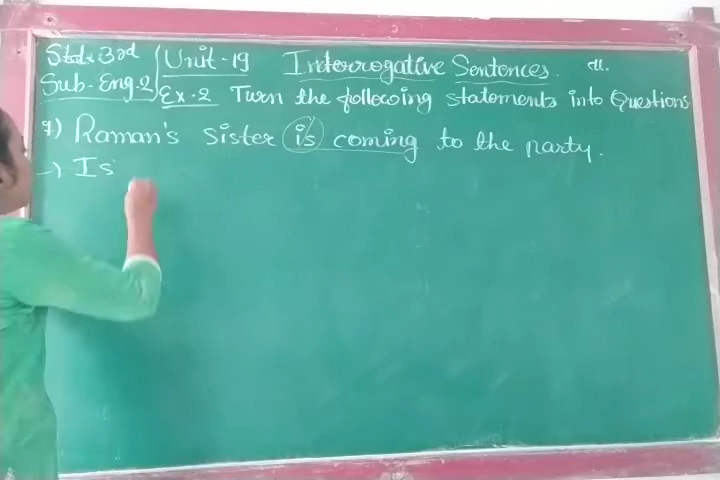 Std:- 3rd Unit - 19 Interrogative Sentences. તા.
Sub. Eng.2 Ex. 2 Turn the following statements into Questions
7) Raman's sister is coming to the party.
→ Is